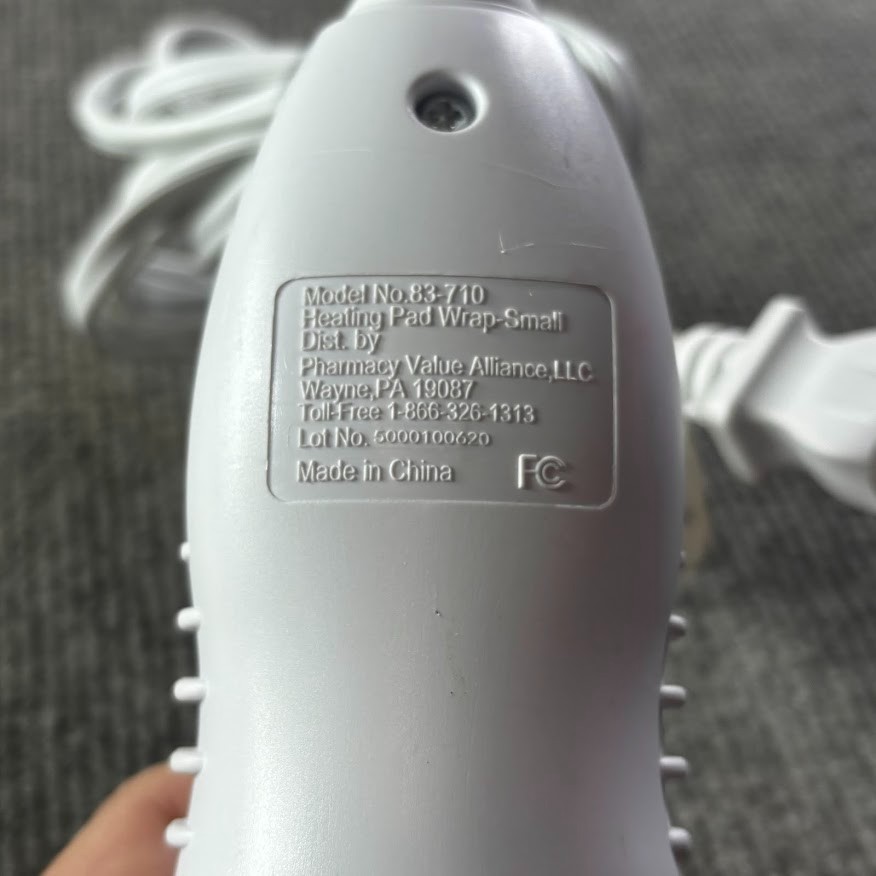 Model No.83-710
Heating Pad Wrap-Small
Dist. by
Pharmacy Value Alliance,LLC
Wayne,PA 19087
Toll-Free 1-866-326-1313
Lot No. 5000100620
Made in China FC